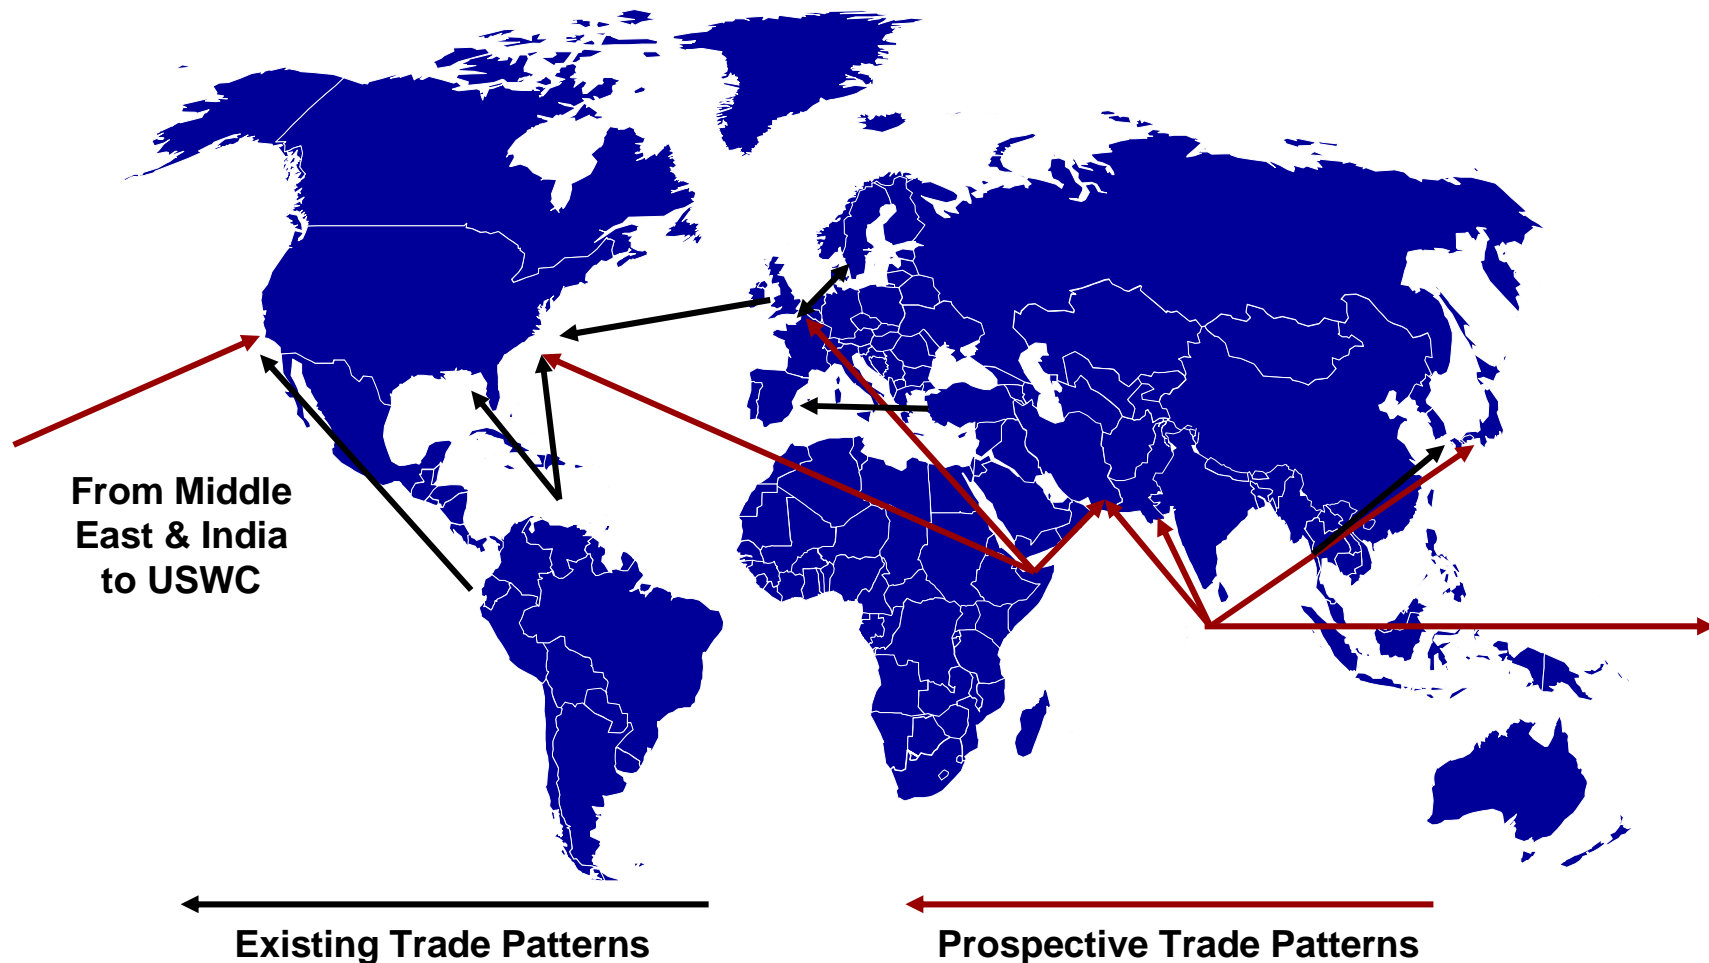 From Middle
East & India
to USWC
Existing Trade Patterns
Prospective Trade Patterns